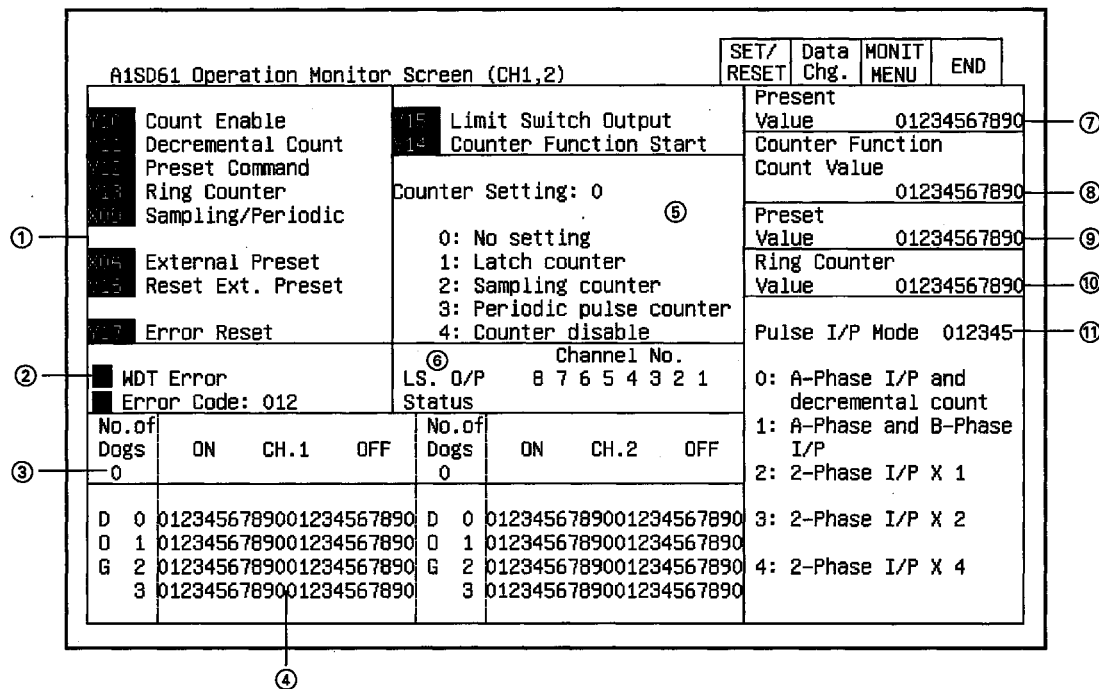 A1SD61 Operation Monitor Screen (CH1,2)
SET/ RESET
Data Chg.
MONIT MENU
END
Y10 Count Enable
Decremental Count
Preset Command
Y13 Ring Counter
Sampling/Periodic
X04 External Preset
Reset Ext. Preset
Y17 Error Reset
Y15 Limit Switch Output
Y14 Counter Function Start
Counter Setting: 0
⑤
0: No setting
1: Latch counter
2: Sampling counter
3: Periodic pulse counter
4: Counter disable
Present
Value 01234567890
⑦
Counter Function
Count Value
01234567890
⑧
Preset
Value 01234567890
⑨
Ring Counter
Value 01234567890
⑩
Pulse I/P Mode 012345
⑪
0: A-Phase I/P and
decremental count
1: A-Phase and B-Phase
I/P
2: 2-Phase I/P X 1
3: 2-Phase I/P X 2
4: 2-Phase I/P X 4
①
②
WDT Error
Error Code: 012
⑥
Channel No.
LS. O/P 8 7 6 5 4 3 2 1
Status
No.of
Dogs ON CH.1 OFF
0
③
No.of
Dogs ON CH.2 OFF
0
D 0 0123456789001234567890 D 0 0123456789001234567890
O 1 0123456789001234567890 O 1 0123456789001234567890
G 2 0123456789001234567890 G 2 0123456789001234567890
3 0123456789001234567890 3 0123456789001234567890
④